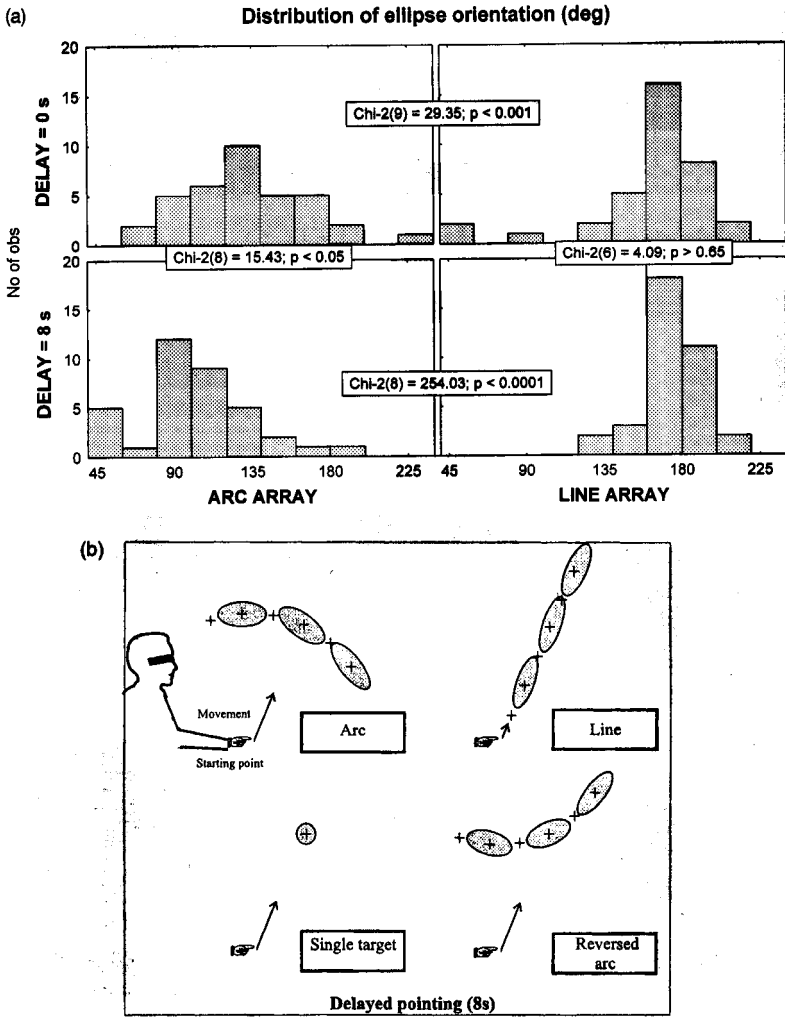 (a)
Distribution of ellipse orientation (deg)
No of obs
DELAY = 0 s
20
15
10
5
0
Chi-2(9) = 29.35; p < 0.001
Chi-2(8) = 15.43; p < 0.05
Chi-2(6) = 4.09; p > 0.65
DELAY = 8 s
20
15
10
5
0
Chi-2(8) = 254.03; p < 0.0001
45 90 135 180 225
45 90 135 180 225
ARC ARRAY
LINE ARRAY
(b)
Movement
Starting point
Arc
Line
Single target
Reversed
arc
Delayed pointing (8s)